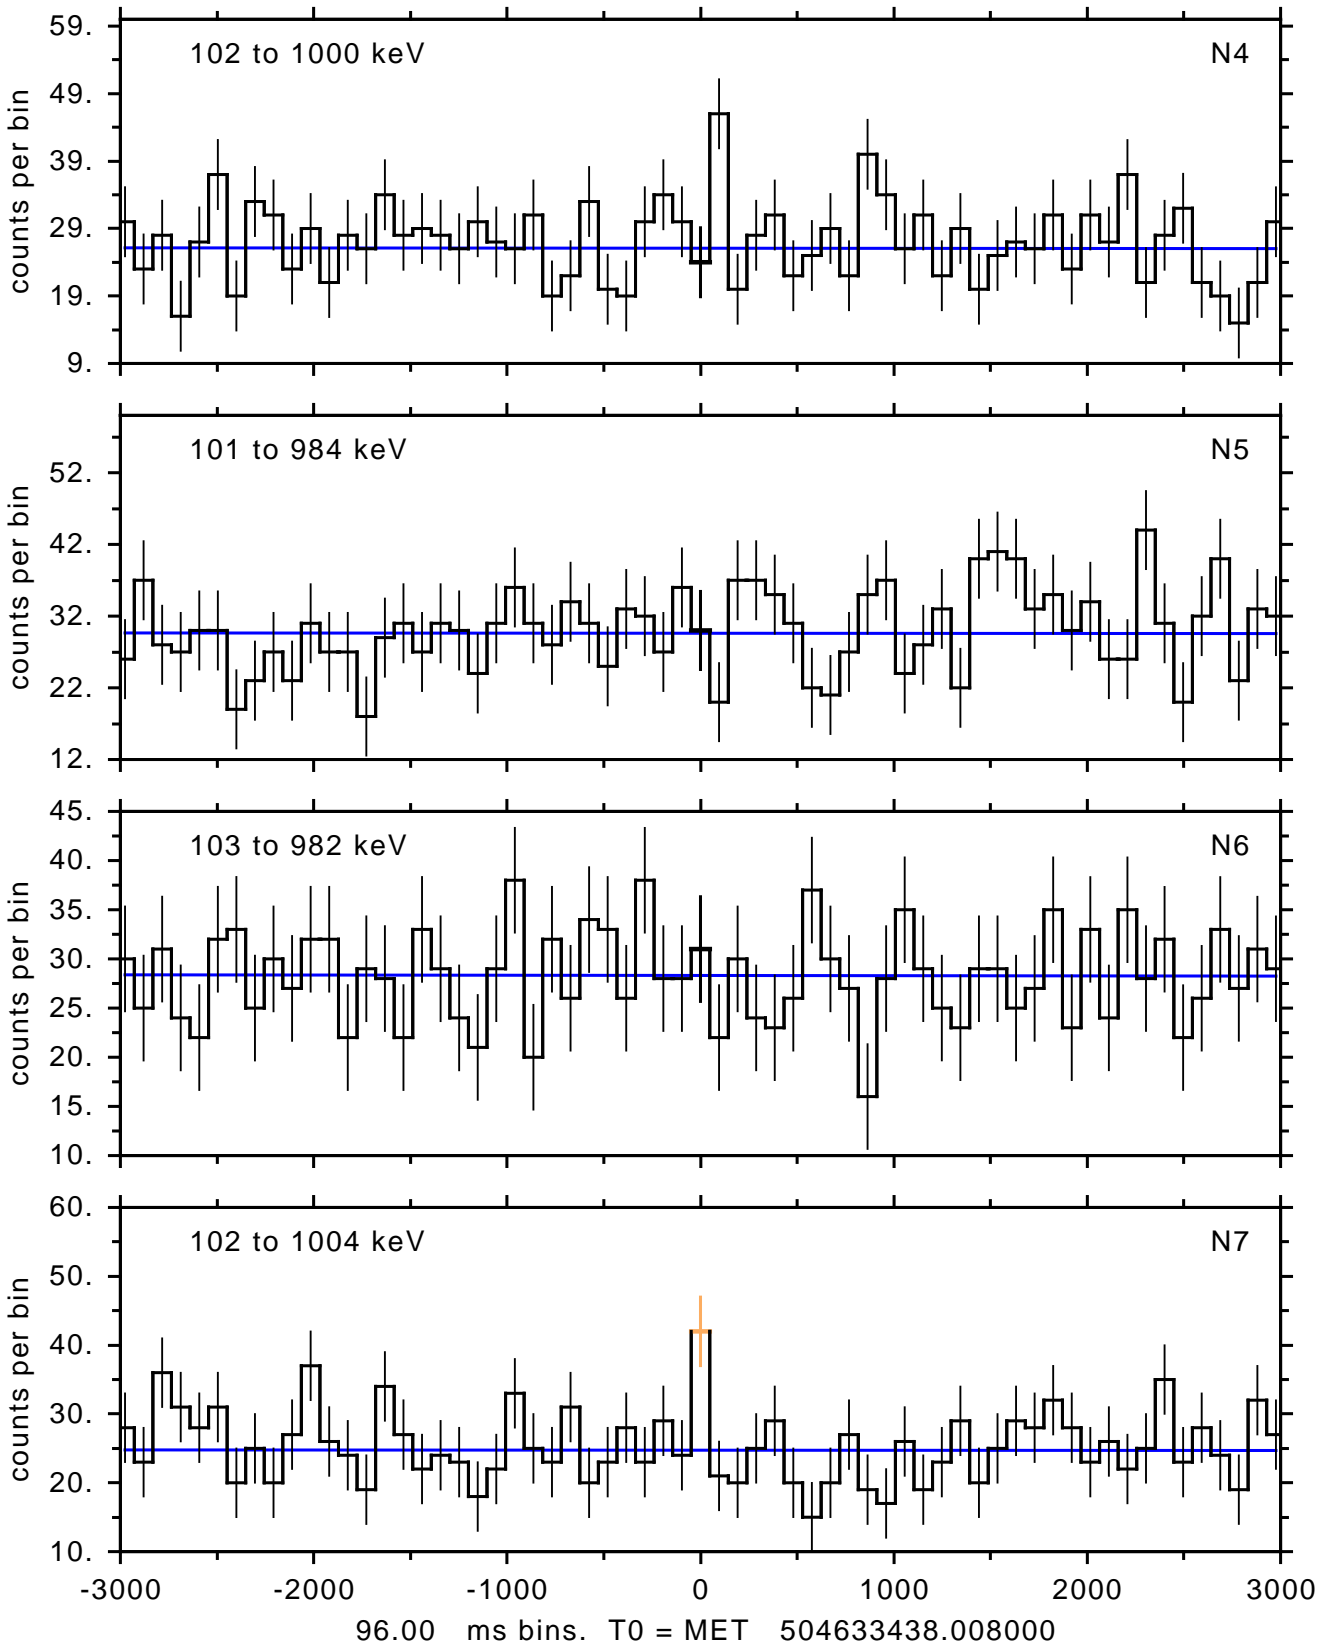 59.
102 to 1000 keV N4
49.
39.
29.
19.
9.
counts per bin
101 to 984 keV N5
52.
42.
32.
22.
12.
counts per bin
45.
103 to 982 keV N6
40.
35.
30.
25.
20.
15.
10.
counts per bin
60.
102 to 1004 keV N7
50.
40.
30.
20.
10.
counts per bin
-3000 -2000 -1000 0 1000 2000 3000
96.00 ms bins. T0 = MET 504633438.008000